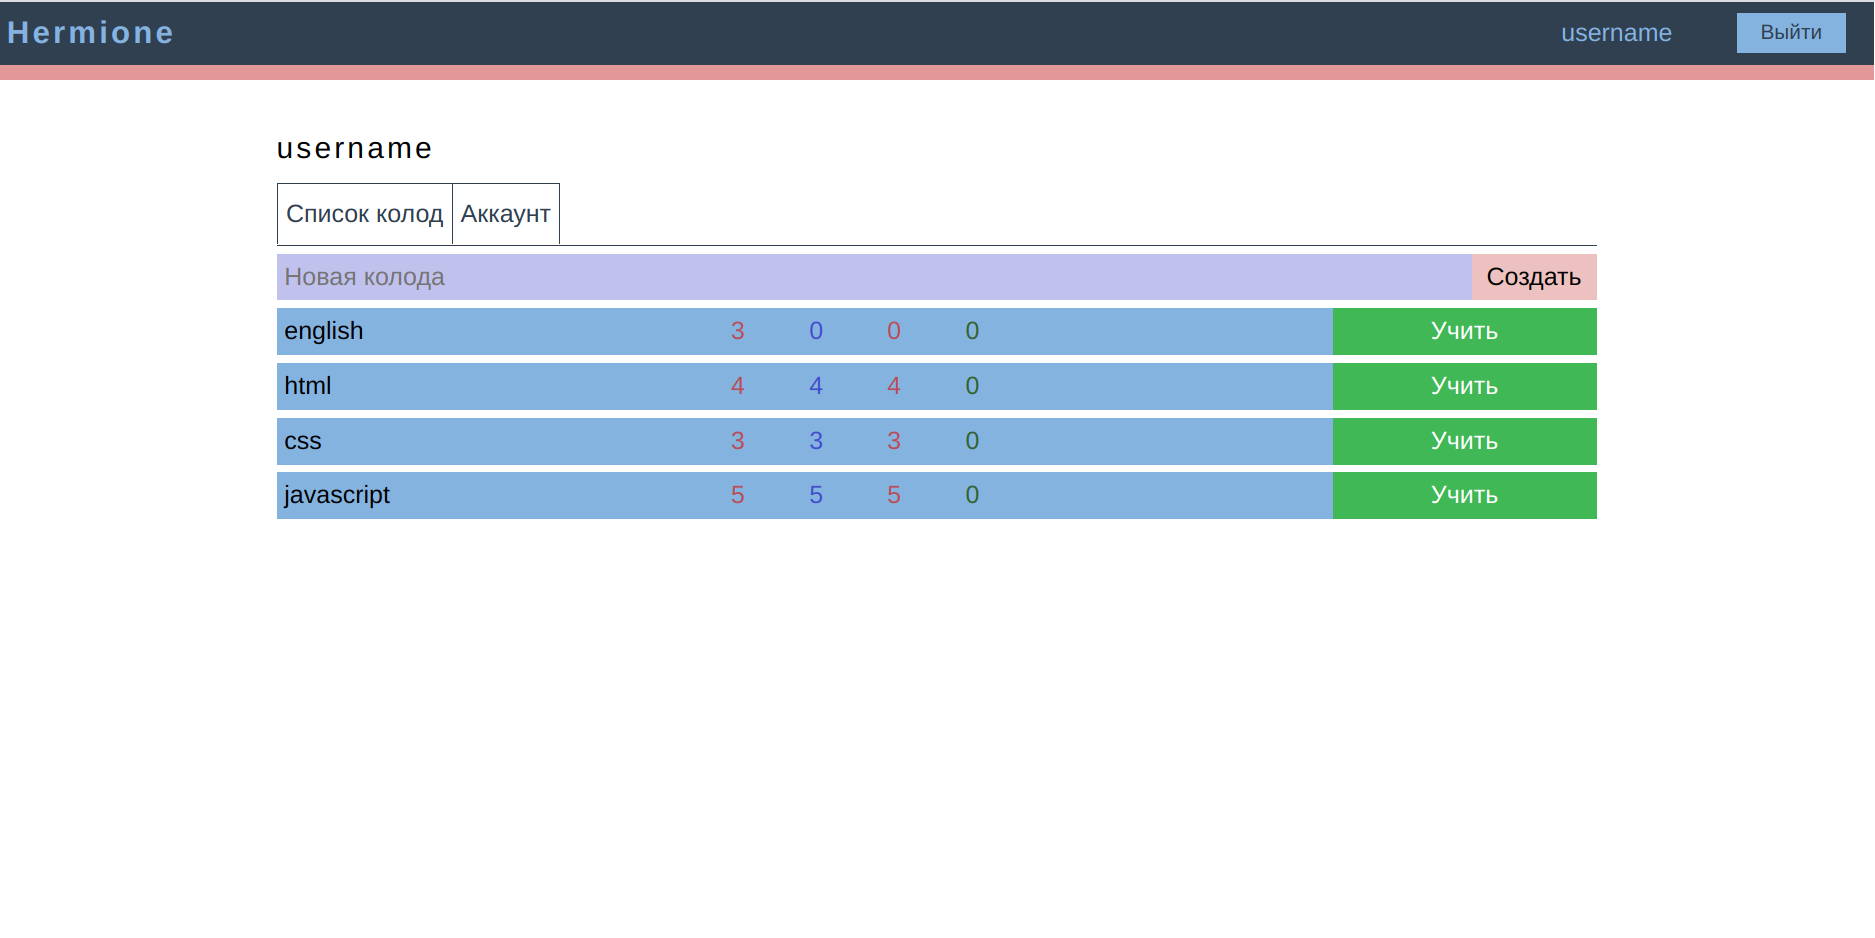 Hermione username Выйти
username
Список колод Аккаунт
Новая колода Создать
english 3 0 0 0 Учить
html 4 4 4 0 Учить
css 3 3 3 0 Учить
javascript 5 5 5 0 Учить